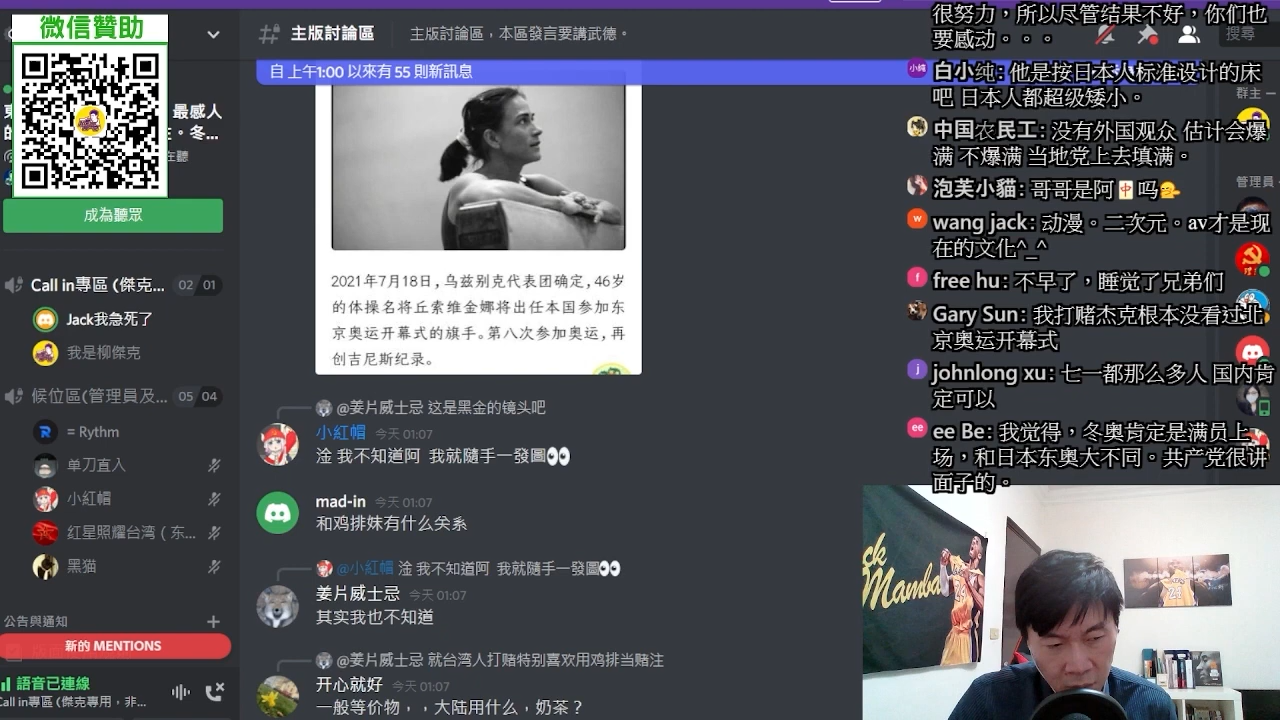 微信贊助
最感人
。冬...
在聽
成為聽眾
Call in專區 (傑克... 02 01
Jack我急死了
我是柳傑克
候位區(管理員及... 05 04
= Rythm
单刀直入
小紅帽
红星照耀台湾（东...
黑猫
公告與通知
新的 MENTIONS
語音已連線
Call in專區 (傑克專用，非...
主版討論區 主版討論區，本區發言要講武德。
搜尋
自 上午1:00 以來有 55 則新訊息
2021年7月18日，乌兹别克代表团确定，46岁
的体操名将丘索维金娜将出任本国参加东
京奥运开幕式的旗手。第八次参加奥运，再
创吉尼斯纪录。
@姜片威士忌 这是黑金的镜头吧
小紅帽 今天 01:07
淦 我不知道阿 我就隨手一發圖👀
mad-in 今天 01:07
和鸡排妹有什么关系
@小紅帽 淦 我不知道阿 我就隨手一發圖👀
姜片威士忌 今天 01:07
其实我也不知道
@姜片威士忌 就台湾人打赌特别喜欢用鸡排当赌注
开心就好 今天 01:07
一般等价物，，大陆用什么，奶茶？
很努力，所以尽管结果不好，你们也
要感动。。。
白小纯: 他是按日本人标准设计的床
吧 日本人都超级矮小。
中国农民工: 没有外国观众 估计会爆
满 不爆满 当地党上去填满。
泡芙小貓: 哥哥是阿🀄吗
wang jack: 动漫。二次元。av才是现
在的文化^_^
free hu: 不早了，睡觉了兄弟们
Gary Sun: 我打赌杰克根本没看过北
京奥运开幕式
johnlong xu: 七一都那么多人 国内肯
定可以
ee Be: 我觉得，冬奥肯定是满员上
场，和日本东奥大不同。共产党很讲
面子的。
群主
管理員
Mamba
24